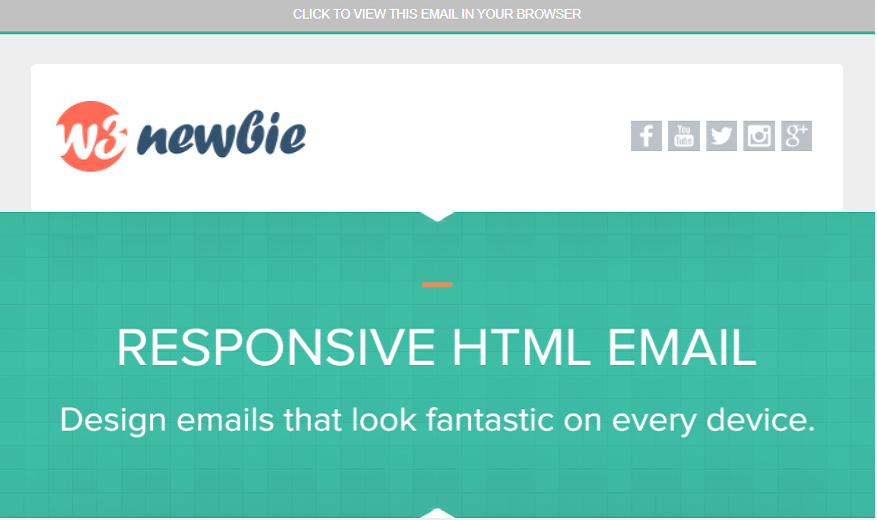 CLICK TO VIEW THIS EMAIL IN YOUR BROWSER
w3 newbie
f You Tube g+
RESPONSIVE HTML EMAIL
Design emails that look fantastic on every device.